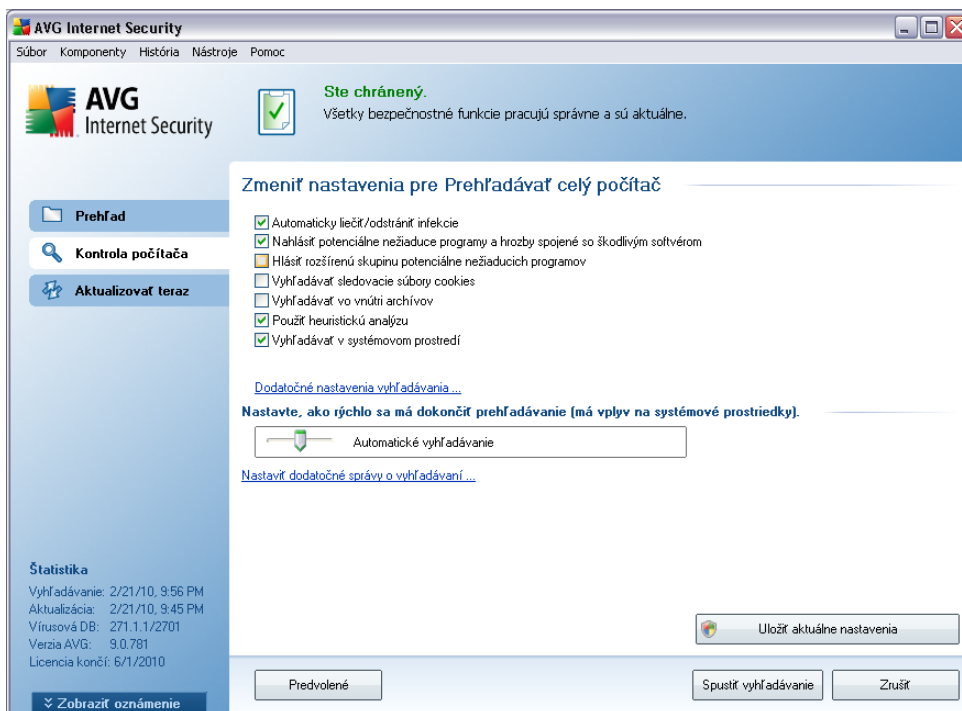 AVG Internet Security
Súbor Komponenty História Nástroje Pomoc
AVG
Internet Security
Ste chránený.
Všetky bezpečnostné funkcie pracujú správne a sú aktuálne.
Prehľad
Kontrola počítača
Aktualizovať teraz
Zmeniť nastavenia pre Prehľadávať celý počítač
Automaticky liečiť/odstrániť infekcie
Nahlásiť potenciálne nežiaduce programy a hrozby spojené so škodlivým softvérom
Hlásiť rozšírenú skupinu potenciálne nežiaducich programov
Vyhľadávať sledovacie súbory cookies
Vyhľadávať vo vnútri archívov
Použiť heuristickú analýzu
Vyhľadávať v systémovom prostredí
Dodatočné nastavenia vyhľadávania ...
Nastavte, ako rýchlo sa má dokončiť prehľadávanie (má vplyv na systémové prostriedky).
Automatické vyhľadávanie
Nastaviť dodatočné správy o vyhľadávaní ...
Štatistika
Vyhľadávanie: 2/21/10, 9:56 PM
Aktualizácia: 2/21/10, 9:45 PM
Vírusová DB: 271.1.1/2701
Verzia AVG: 9.0.781
Licencia končí: 6/1/2010
Zobraziť oznámenie
Uložiť aktuálne nastavenia
Predvolené
Spustiť vyhľadávanie
Zrušiť